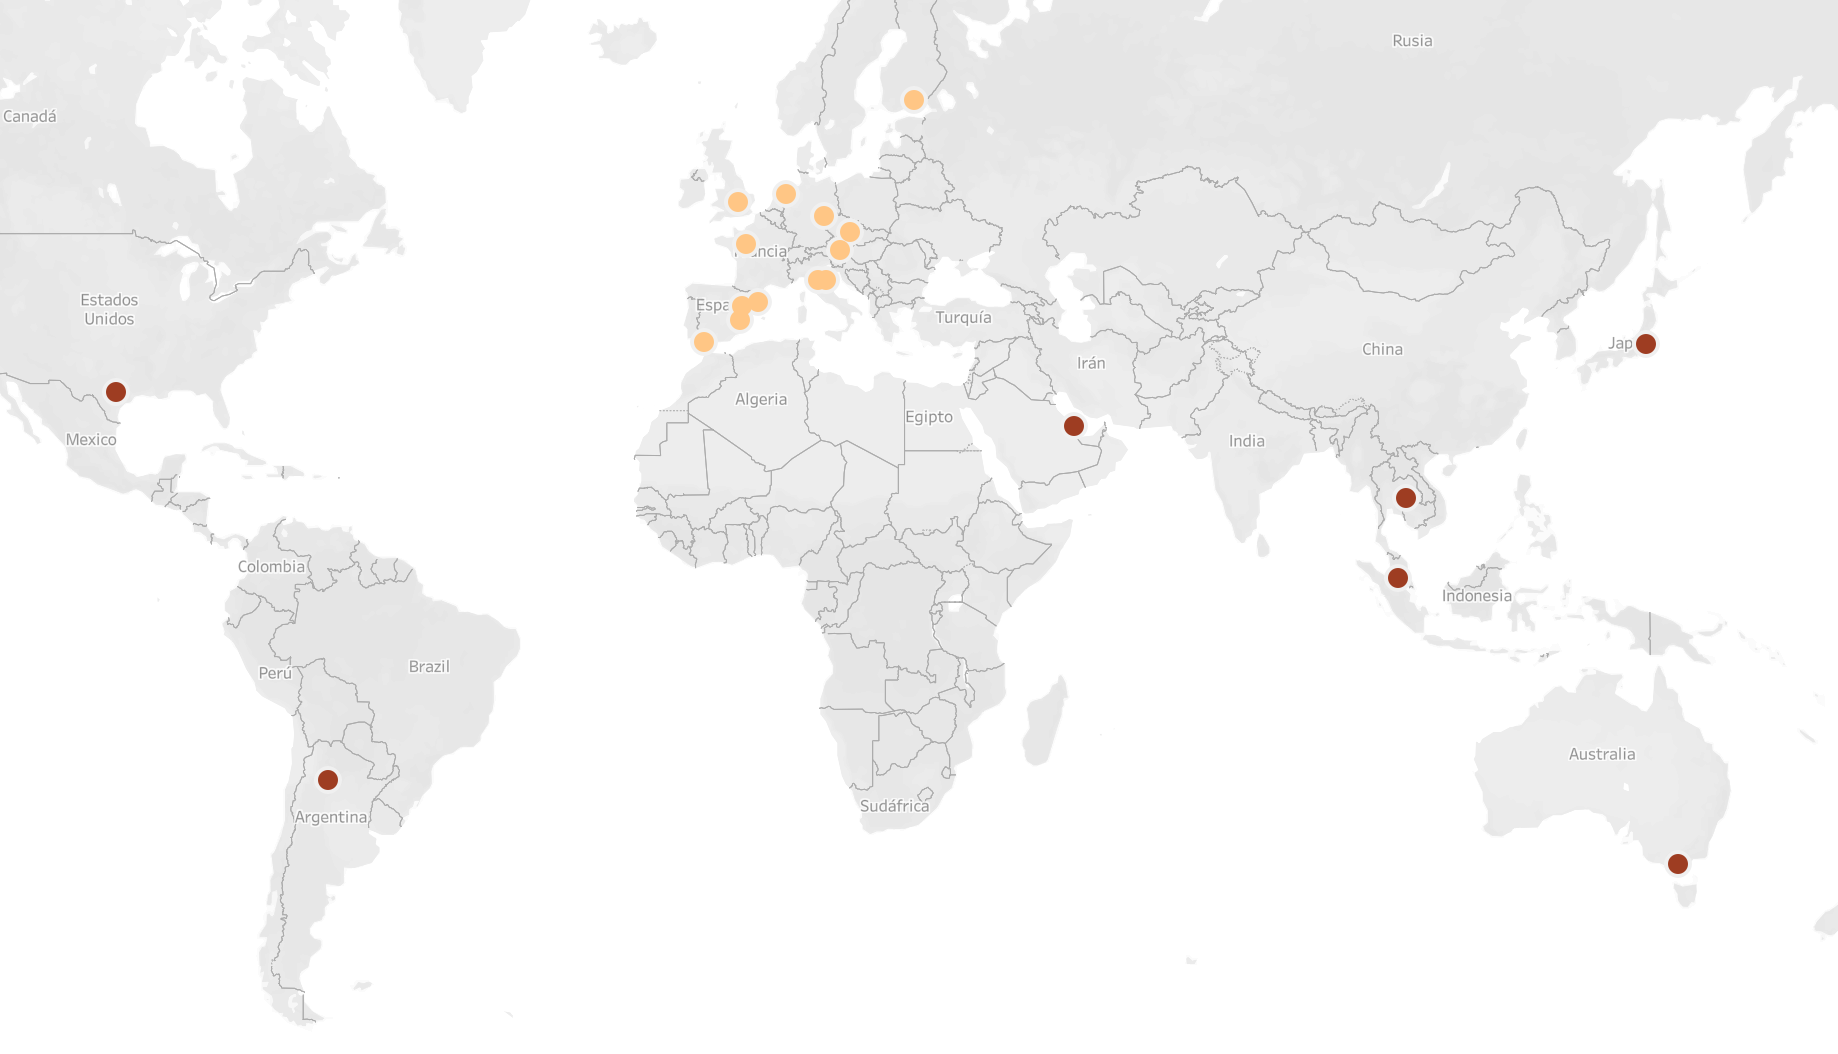 Rusia
Canadá
ncia
Estados
Unidos
Espa
Turquía
Jap
China
Irán
Algeria
Egipto
Mexico
India
Colombia
Indonesia
Brazil
Perú
Australia
Sudáfrica
Argentina